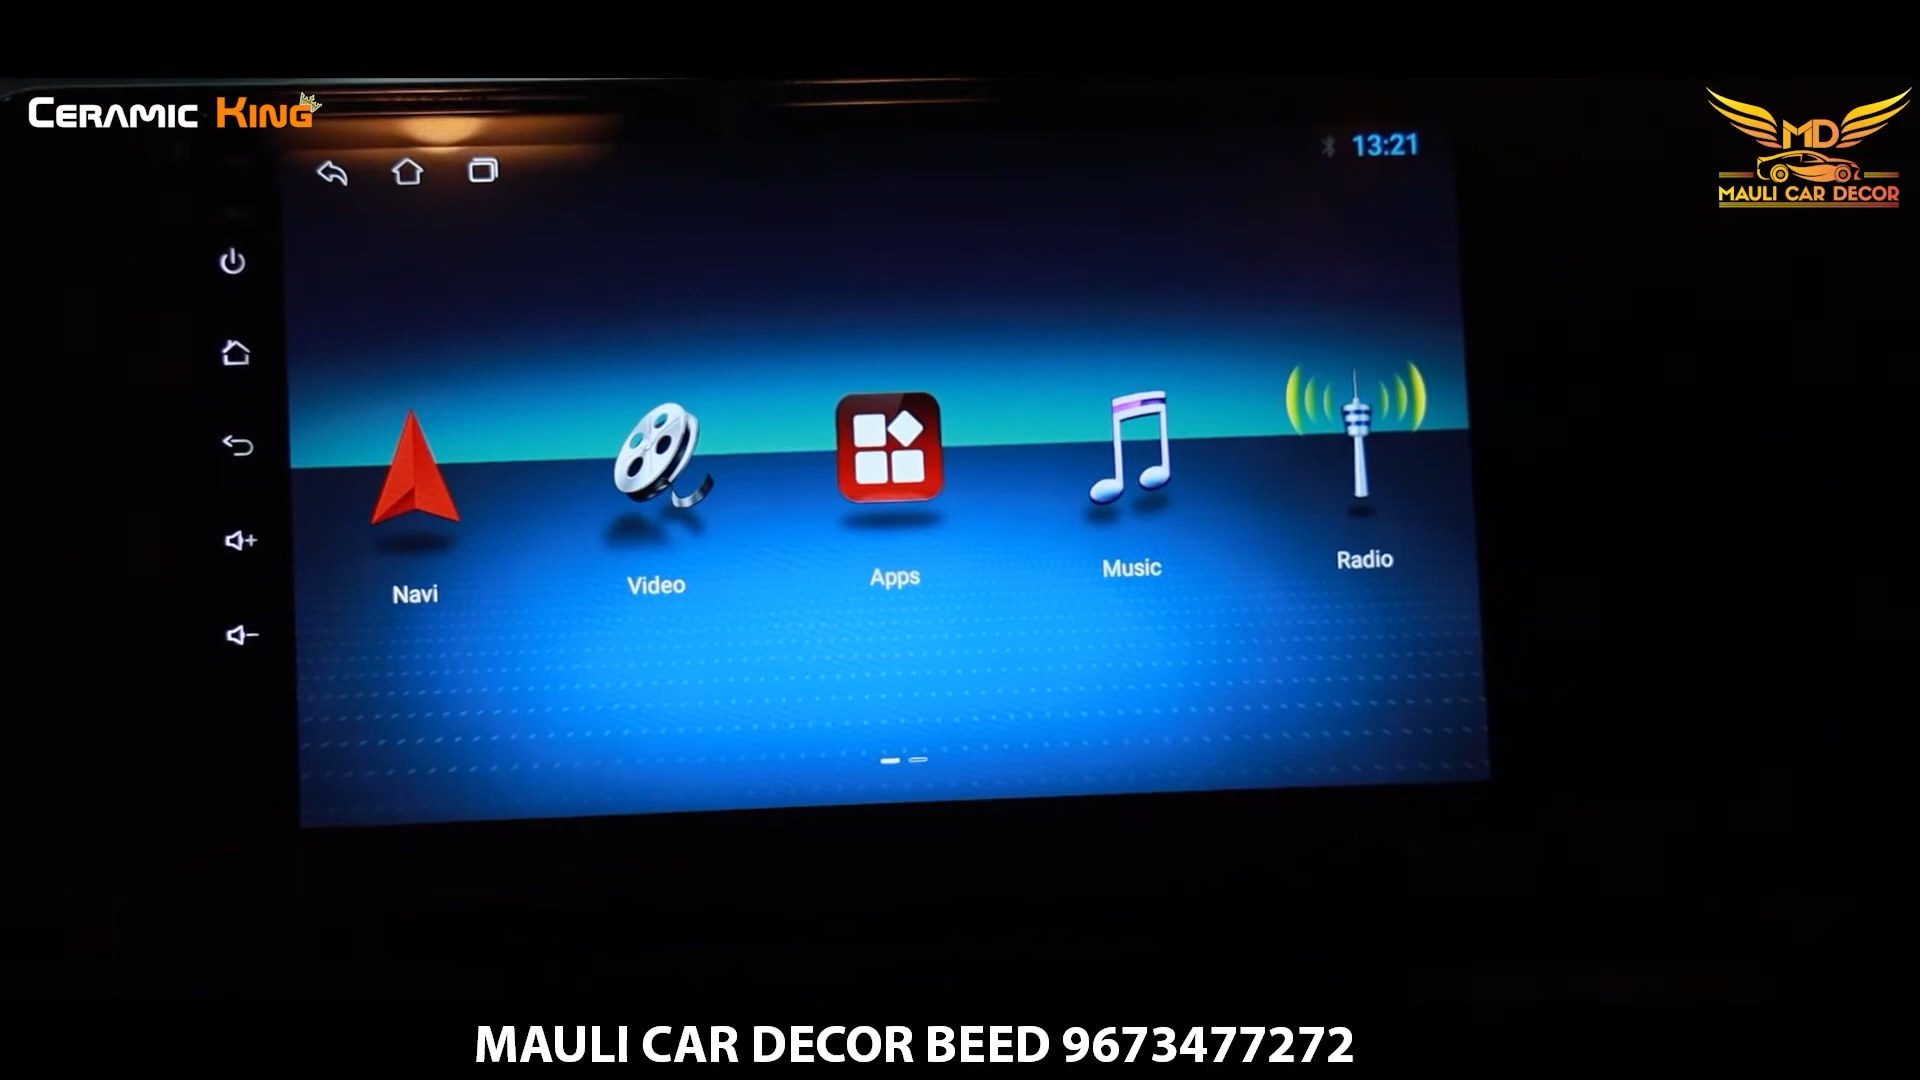 CERAMIC KING
MD
MAULI CAR DECOR
13:21
Navi
Video
Apps
Music
Radio
MAULI CAR DECOR BEED 9673477272